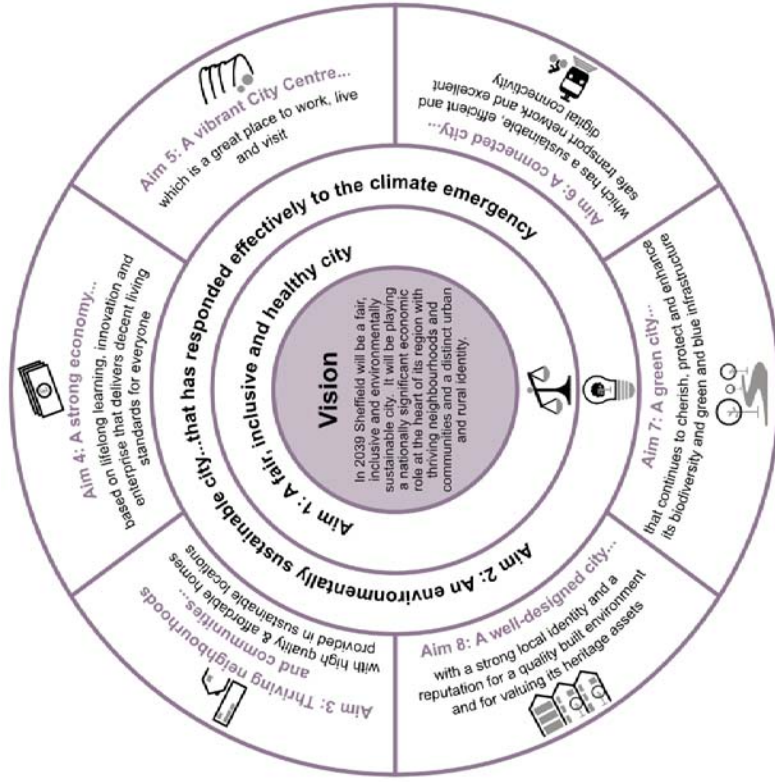 Vision
In 2039 Sheffield will be a fair,
inclusive and environmentally
sustainable city. It will be playing
a nationally significant economic
role at the heart of its region with
thriving neighbourhoods and
communities and a distinct urban
and rural identity.
Aim 1: A fair, inclusive and healthy city
Aim 2: An environmentally sustainable city...that has responded effectively to the climate emergency
Aim 3: Thriving neighbourhoods
and communities...
with high quality & affordable homes
provided in sustainable locations
Aim 4: A strong economy...
based on lifelong learning, innovation and
enterprise that delivers decent living
standards for everyone
Aim 5: A vibrant City Centre...
which is a great place to work, live
and visit
Aim 6: A connected city...
which has a sustainable, efficient and
safe transport network and excellent
digital connectivity
Aim 7: A green city...
that continues to cherish, protect and enhance
its biodiversity and green and blue infrastructure
Aim 8: A well-designed city...
with a strong local identity and a
reputation for a quality built environment
and for valuing its heritage assets